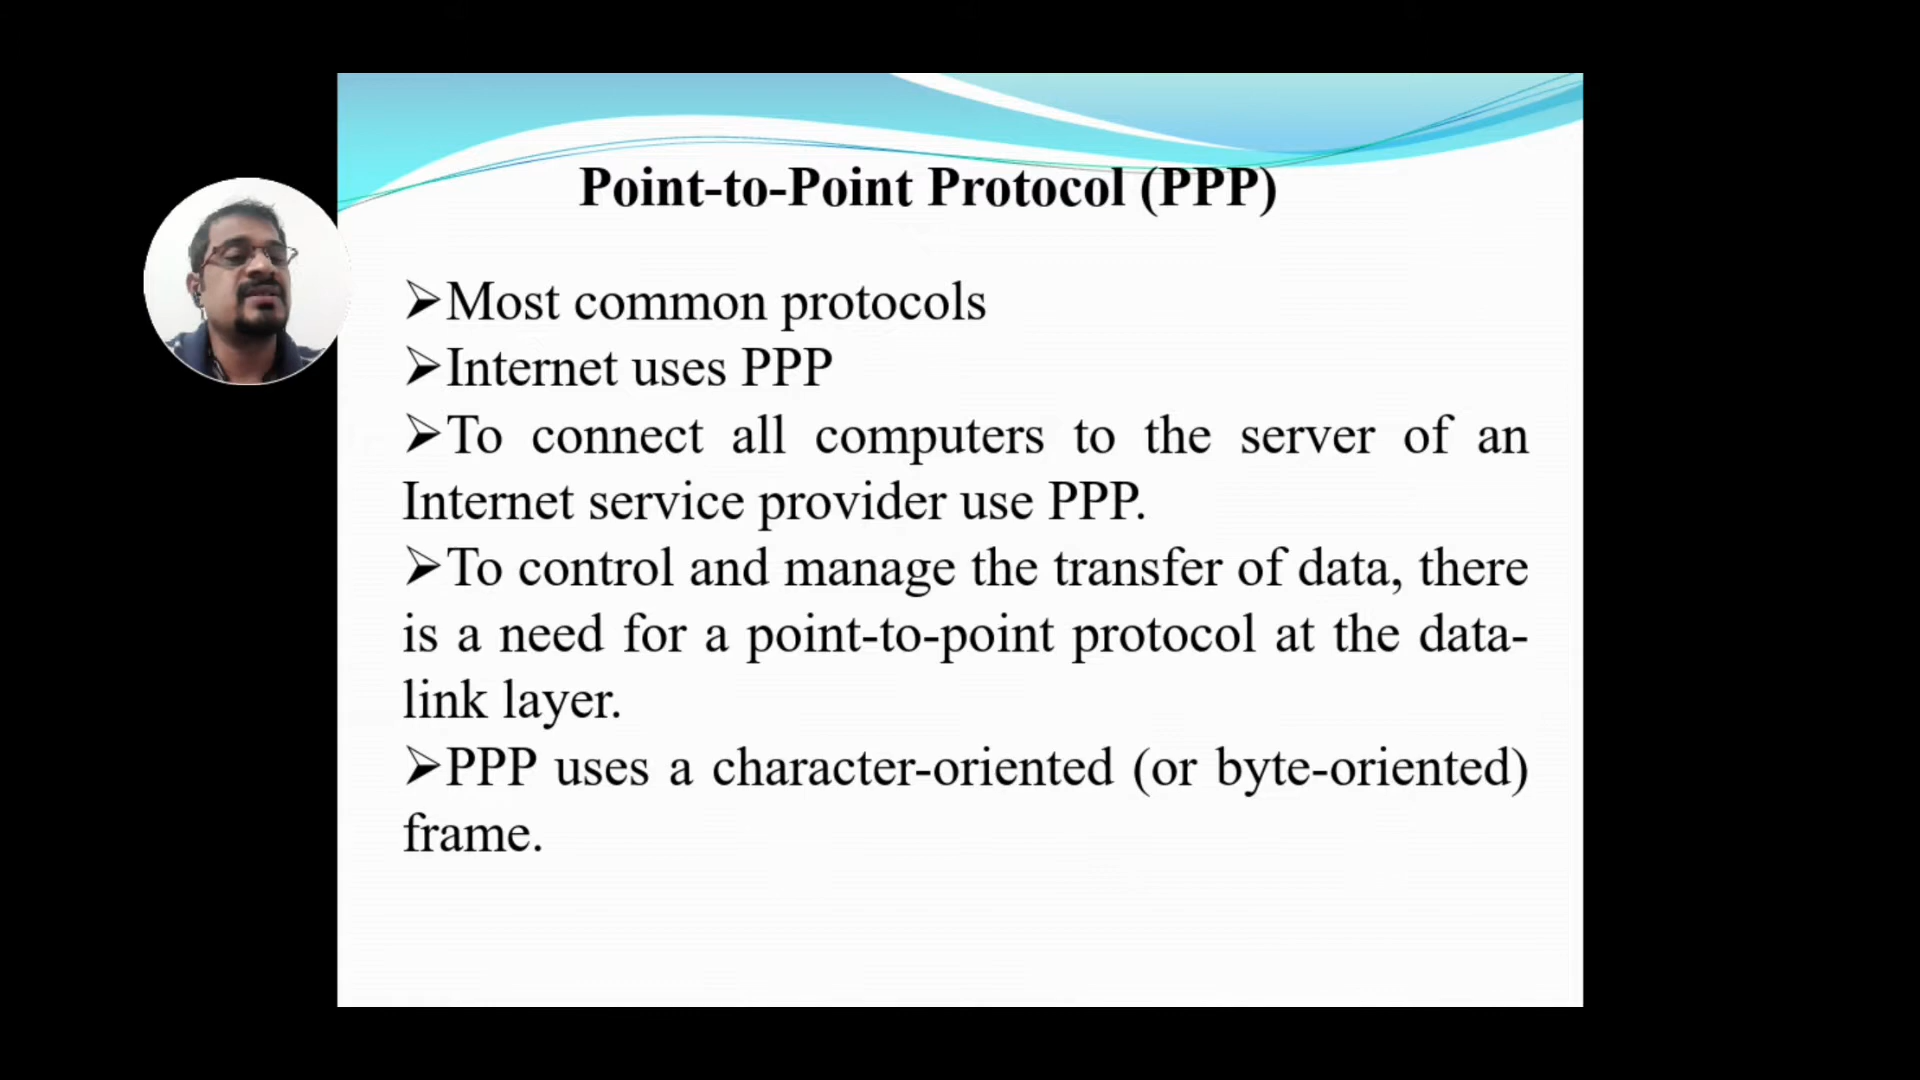 Point-to-Point Protocol (PPP)
➢Most common protocols
➢Internet uses PPP
➢To connect all computers to the server of an
Internet service provider use PPP.
➢To control and manage the transfer of data, there
is a need for a point-to-point protocol at the data-
link layer.
➢PPP uses a character-oriented (or byte-oriented)
frame.